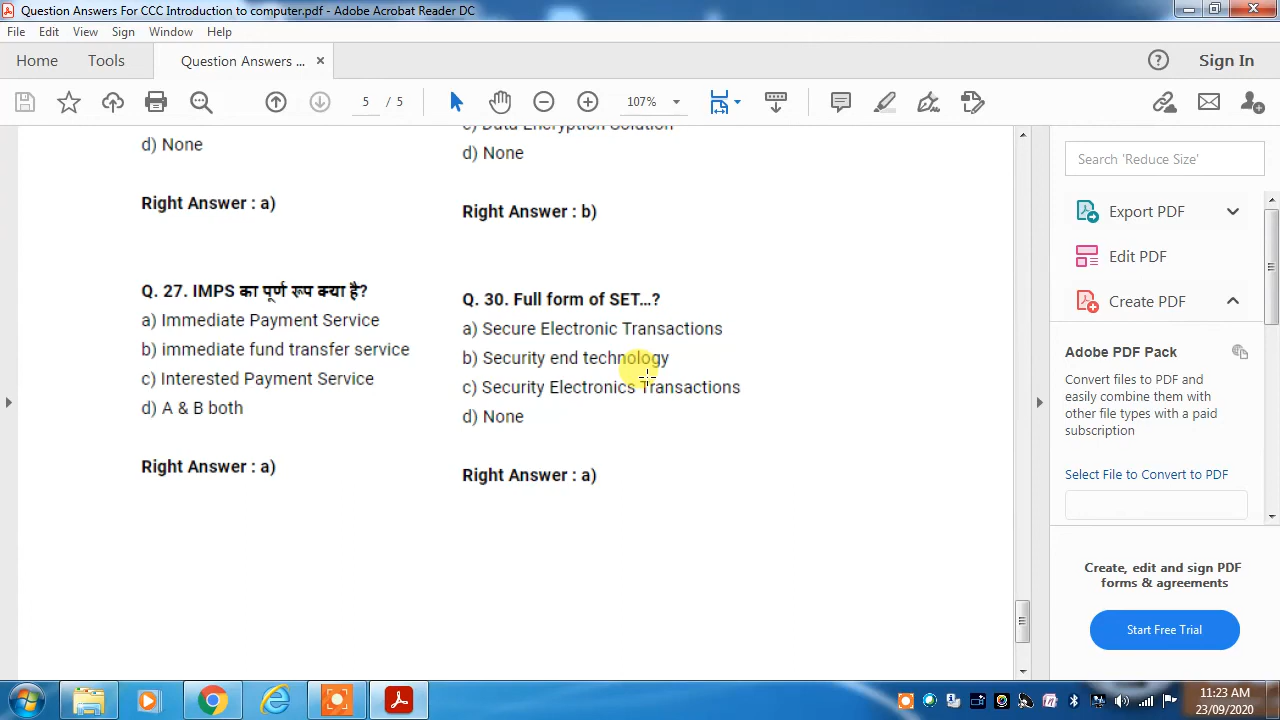 Question Answers For CCC Introduction to computer.pdf - Adobe Acrobat Reader DC
File Edit View Sign Window Help
Home Tools Question Answers ... × ? Sign In
5 / 5 107%
d) None
Right Answer : a)
Q. 27. IMPS का पूर्ण रूप क्या है?
a) Immediate Payment Service
b) immediate fund transfer service
c) Interested Payment Service
d) A & B both
Right Answer : a)
c) Data Encryption Solution
d) None
Right Answer : b)
Q. 30. Full form of SET...?
a) Secure Electronic Transactions
b) Security end technology
c) Security Electronics Transactions
d) None
Right Answer : a)
Search 'Reduce Size'
Export PDF
Edit PDF
Create PDF
Adobe PDF Pack
Convert files to PDF and
easily combine them with
other file types with a paid
subscription
Select File to Convert to PDF
Create, edit and sign PDF
forms & agreements
Start Free Trial
11:23 AM
23/09/2020